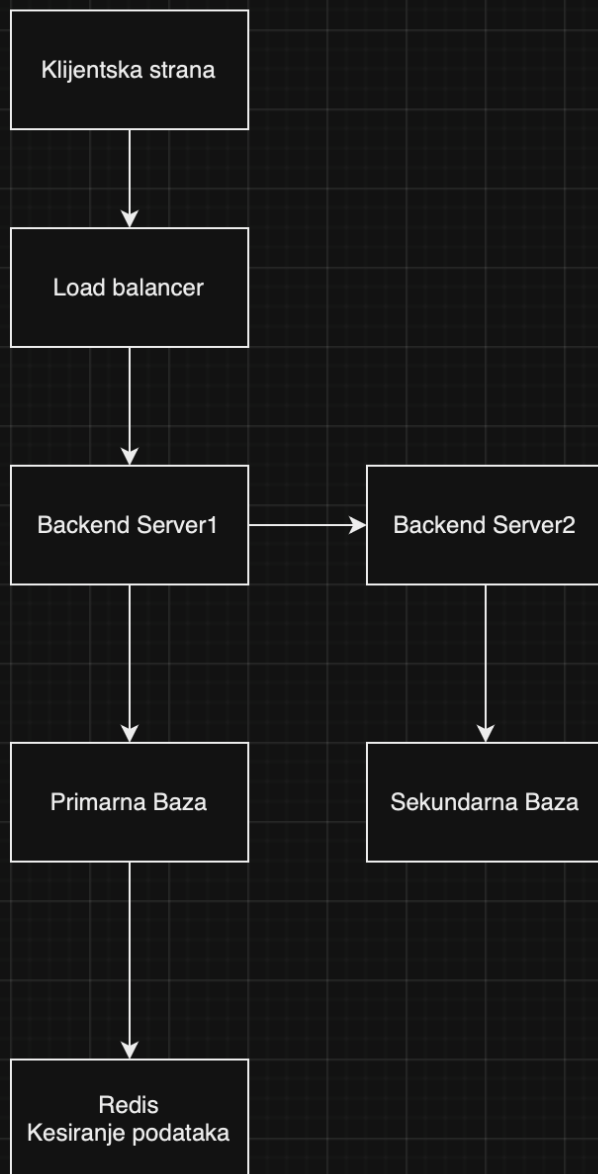 Klijentska strana
Load balancer
Backend Server1
Backend Server2
Primarna Baza
Sekundarna Baza
Redis
Kesiranje podataka